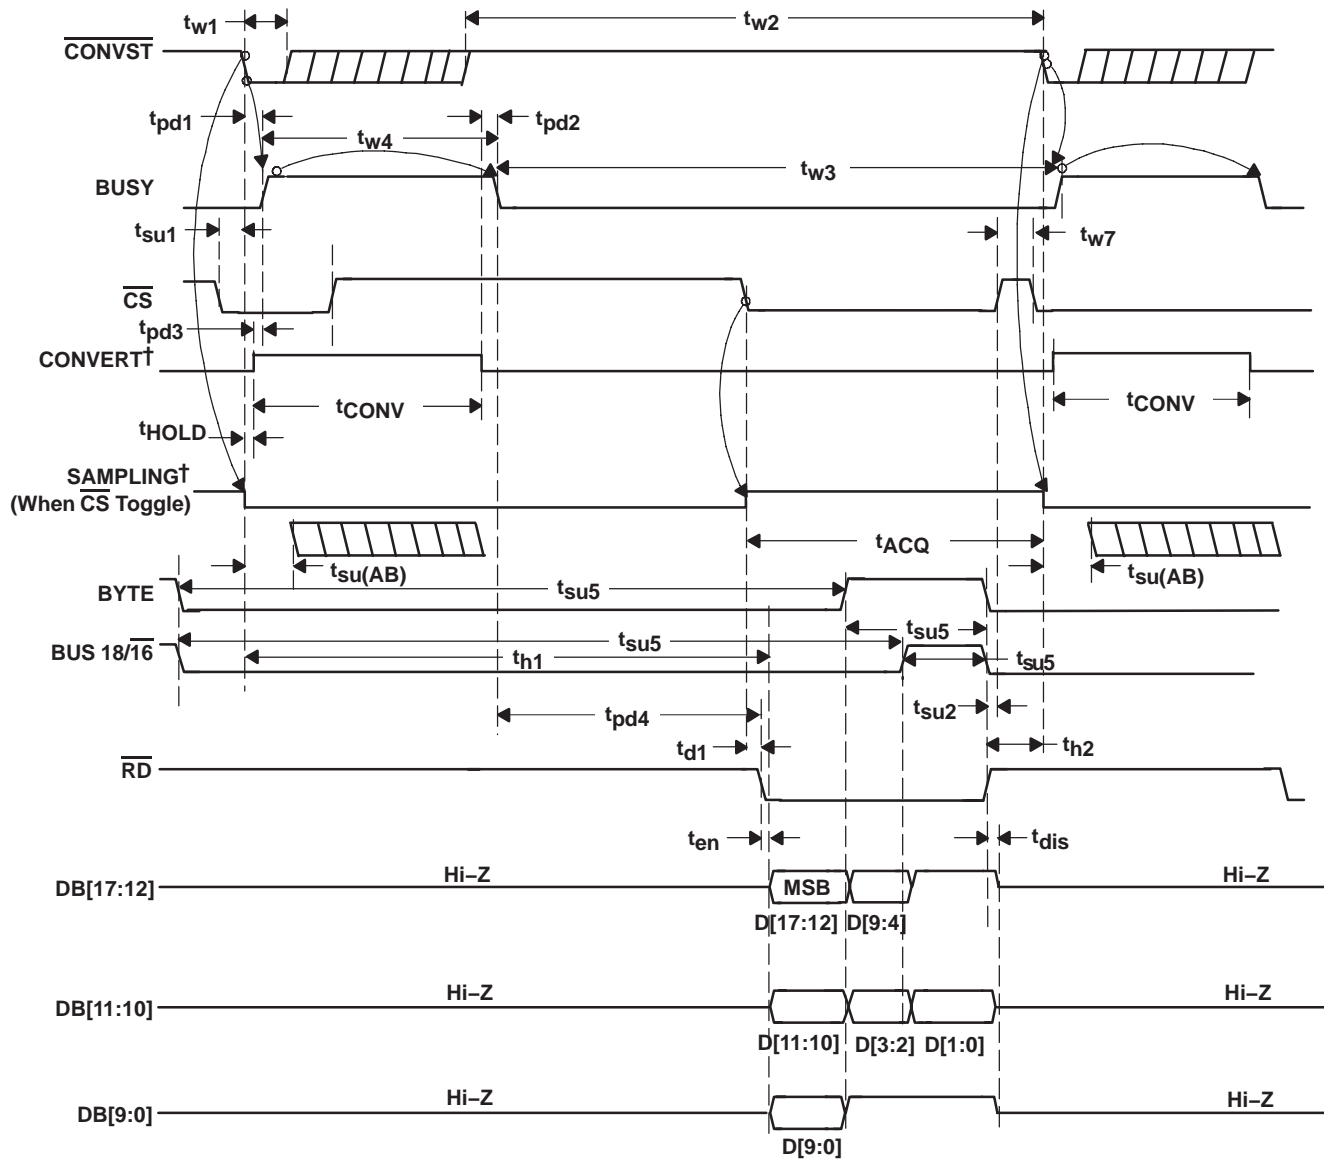 tw1
tw2
CONVST
tpd1
tw4
tpd2
tw3
BUSY
tsu1
tw7
CS
tpd3
CONVERT†
tCONV
tCONV
tHOLD
SAMPLING†
(When CS Toggle)
tACQ
tsu(AB)
tsu(AB)
BYTE
tsu5
tsu5
tsu5
BUS 18/16
th1
tsu5
tpd4
tsu2
td1
th2
RD
ten
tdis
DB[17:12]
Hi–Z
MSB
Hi–Z
D[17:12]
D[9:4]
DB[11:10]
Hi–Z
Hi–Z
D[11:10]
D[3:2]
D[1:0]
DB[9:0]
Hi–Z
Hi–Z
D[9:0]